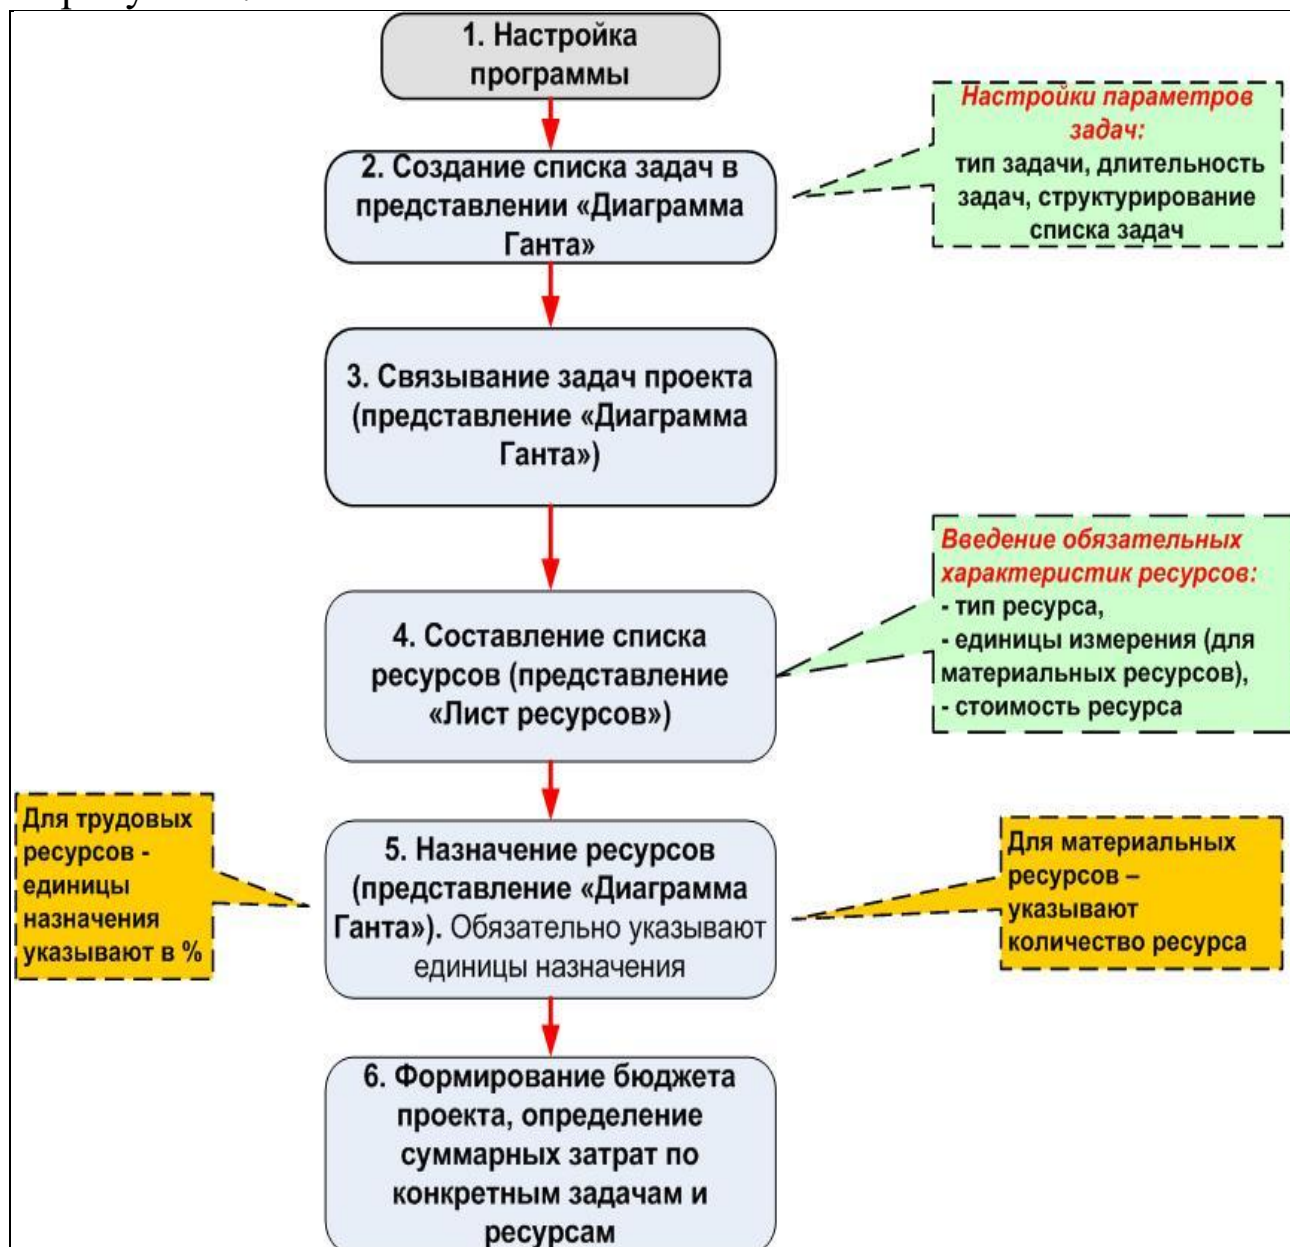 1. Настройка
программы
Настройки параметров
задач:
тип задачи, длительность
задач, структурирование
списка задач
2. Создание списка задач в
представлении «Диаграмма
Ганта»
3. Связывание задач проекта
(представление «Диаграмма
Ганта»)
Введение обязательных
характеристик ресурсов:
- тип ресурса,
- единицы измерения (для
материальных ресурсов),
- стоимость ресурса
4. Составление списка
ресурсов (представление
«Лист ресурсов»)
Для трудовых
ресурсов -
единицы
назначения
указывают в %
5. Назначение ресурсов
(представление «Диаграмма
Ганта»). Обязательно указывают
единицы назначения
Для материальных
ресурсов –
указывают
количество ресурса
6. Формирование бюджета
проекта, определение
суммарных затрат по
конкретным задачам и
ресурсам